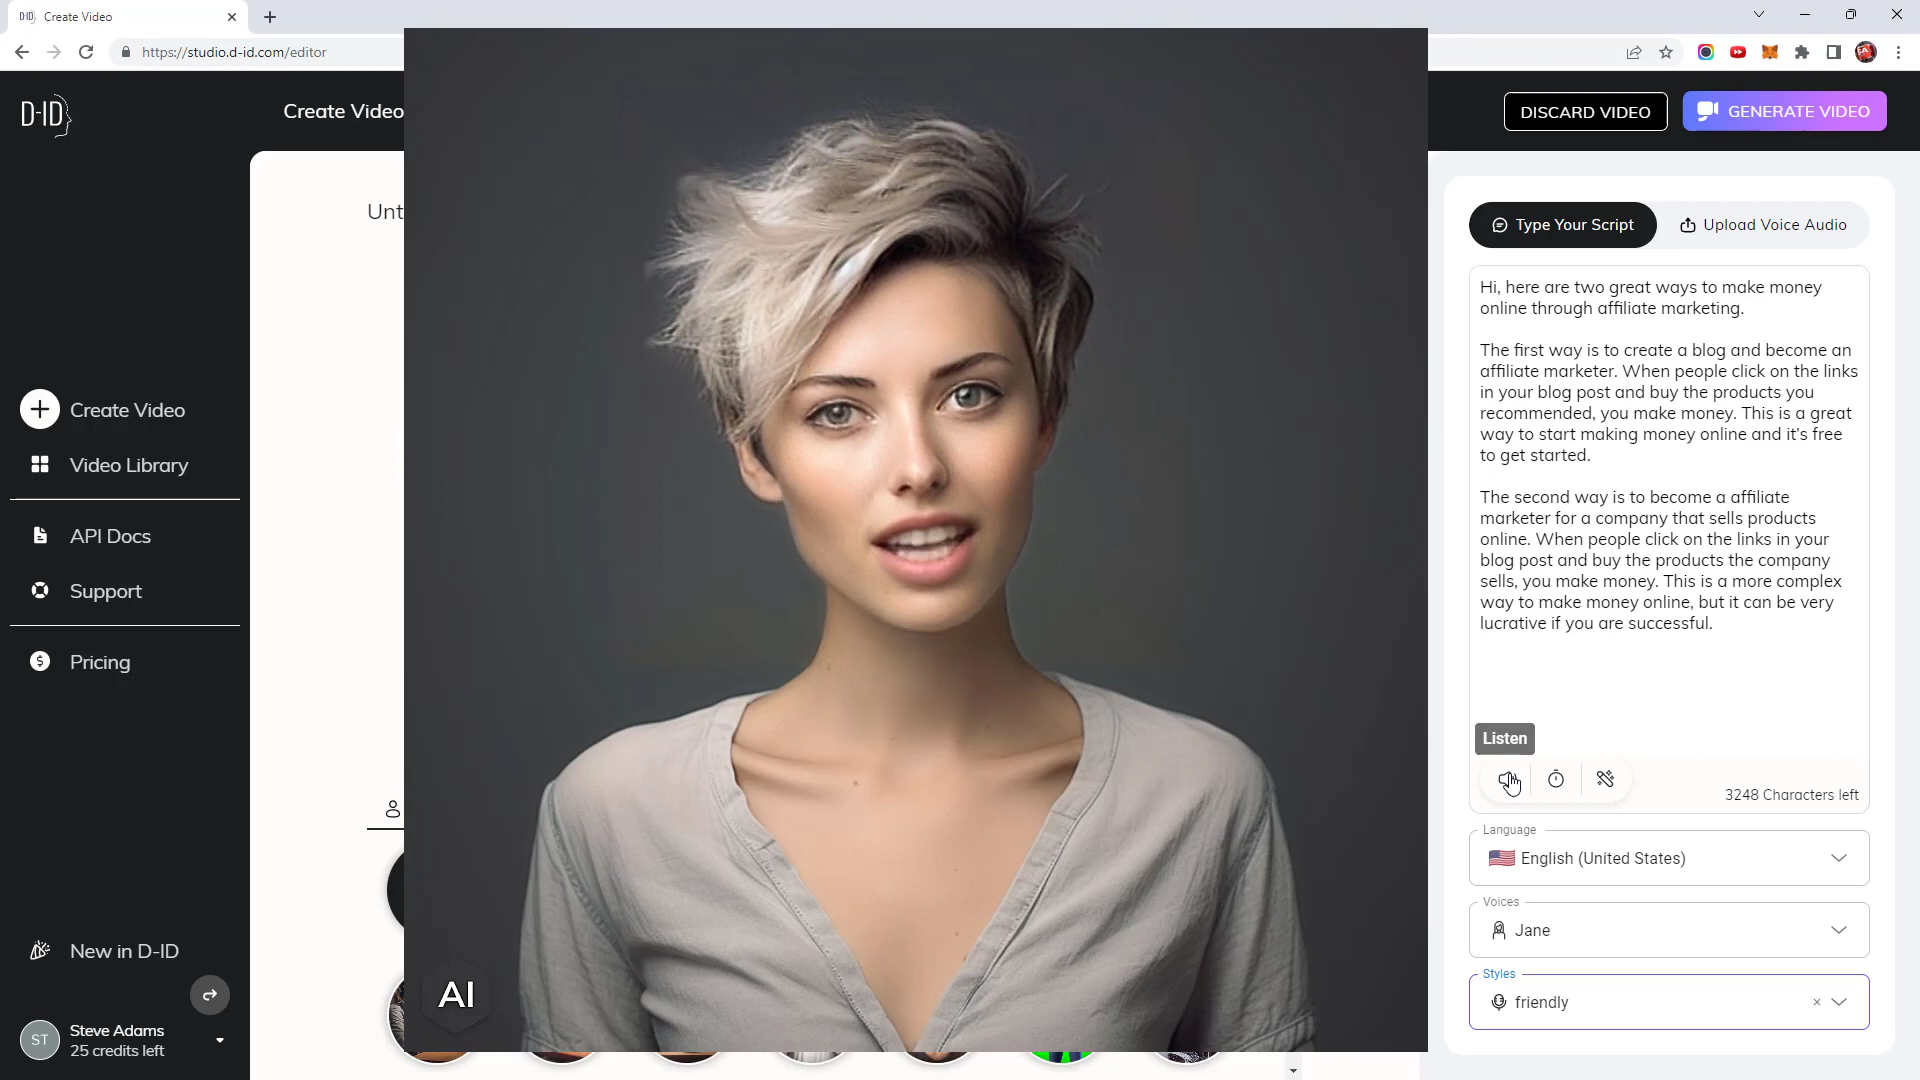 D-ID Create Video
https://studio.d-id.com/editor
D-ID
Create Video
DISCARD VIDEO
GENERATE VIDEO
Unt
Create Video
Video Library
API Docs
Support
Pricing
New in D-ID
ST
Steve Adams
25 credits left
AI
Type Your Script
Upload Voice Audio
Hi, here are two great ways to make money
online through affiliate marketing.
The first way is to create a blog and become an
affiliate marketer. When people click on the links
in your blog post and buy the products you
recommended, you make money. This is a great
way to start making money online and it's free
to get started.
The second way is to become a affiliate
marketer for a company that sells products
online. When people click on the links in your
blog post and buy the products the company
sells, you make money. This is a more complex
way to make money online, but it can be very
lucrative if you are successful.
Listen
3248 Characters left
Language
English (United States)
Voices
Jane
Styles
friendly